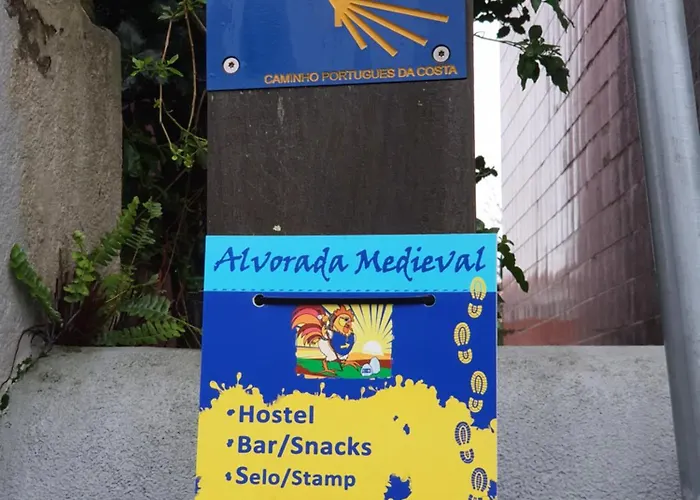 CAMINHO PORTUGUES DA COSTA
Alvorada Medieval
• Hostel
• Bar/Snacks
• Selo/Stamp